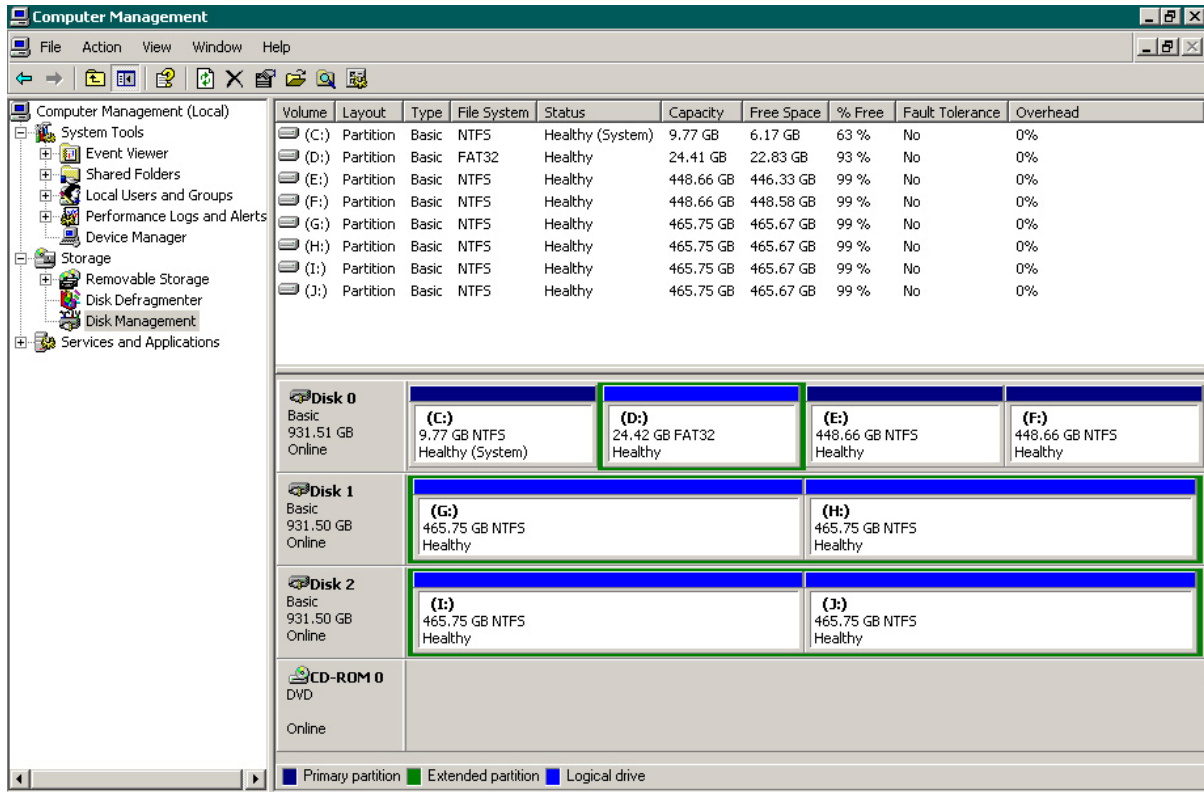 Computer Management
File Action View Window Help
Computer Management (Local)
System Tools
Event Viewer
Shared Folders
Local Users and Groups
Performance Logs and Alerts
Device Manager
Storage
Removable Storage
Disk Defragmenter
Disk Management
Services and Applications
Volume Layout Type File System Status Capacity Free Space % Free Fault Tolerance Overhead
(C:) Partition Basic NTFS Healthy (System) 9.77 GB 6.17 GB 63 % No 0%
(D:) Partition Basic FAT32 Healthy 24.41 GB 22.83 GB 93 % No 0%
(E:) Partition Basic NTFS Healthy 448.66 GB 446.33 GB 99 % No 0%
(F:) Partition Basic NTFS Healthy 448.66 GB 448.58 GB 99 % No 0%
(G:) Partition Basic NTFS Healthy 465.75 GB 465.67 GB 99 % No 0%
(H:) Partition Basic NTFS Healthy 465.75 GB 465.67 GB 99 % No 0%
(I:) Partition Basic NTFS Healthy 465.75 GB 465.67 GB 99 % No 0%
(J:) Partition Basic NTFS Healthy 465.75 GB 465.67 GB 99 % No 0%
Disk 0
Basic
931.51 GB
Online
(C:)
9.77 GB NTFS
Healthy (System)
(D:)
24.42 GB FAT32
Healthy
(E:)
448.66 GB NTFS
Healthy
(F:)
448.66 GB NTFS
Healthy
Disk 1
Basic
931.50 GB
Online
(G:)
465.75 GB NTFS
Healthy
(H:)
465.75 GB NTFS
Healthy
Disk 2
Basic
931.50 GB
Online
(I:)
465.75 GB NTFS
Healthy
(J:)
465.75 GB NTFS
Healthy
CD-ROM 0
DVD
Online
Primary partition Extended partition Logical drive